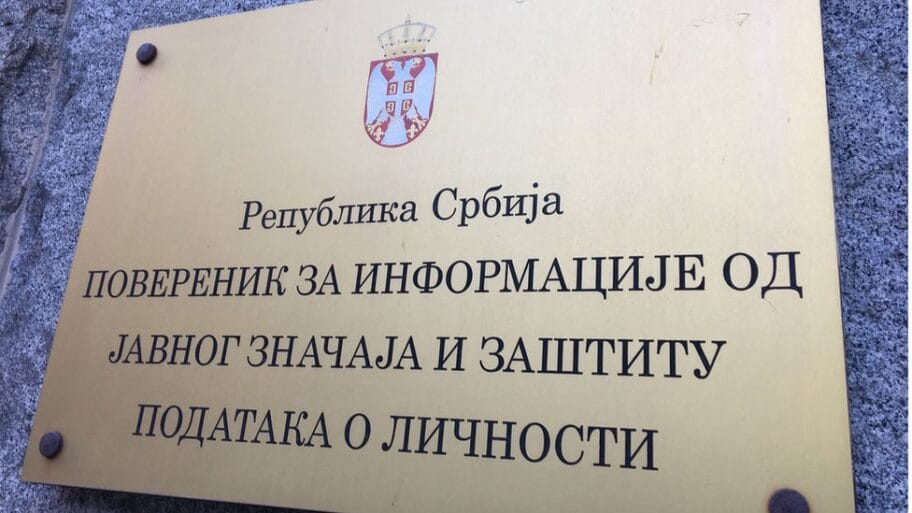 Република Србија
ПОВЕРЕНИК ЗА ИНФОРМАЦИЈЕ ОД
ЈАВНОГ ЗНАЧАЈА И ЗАШТИТУ
ПОДАТАКА О ЛИЧНОСТИ